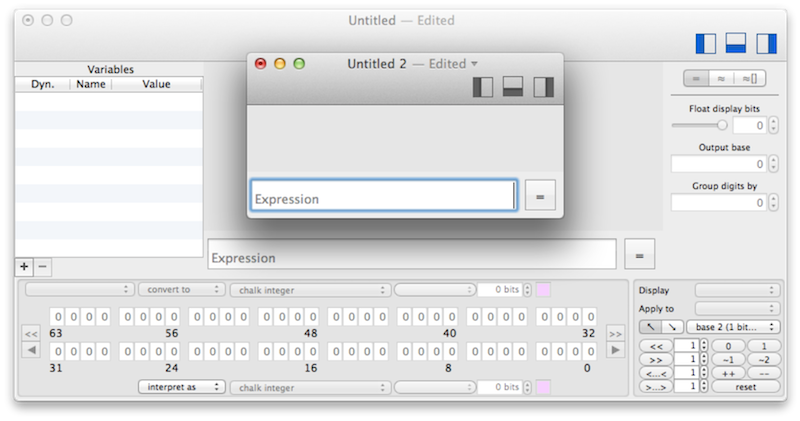 Untitled — Edited
Untitled 2 — Edited
Variables
Dyn. Name Value
= ≈ ≈[]
Float display bits
0
Output base
0
Group digits by
0
Expression =
Expression =
+ −
convert to chalk integer 0 bits
0 0 0 0 0 0 0 0 0 0 0 0 0 0 0 0 0 0 0 0 0 0 0 0 0 0 0 0 0 0 0 0
<< 63 56 48 40 32 >>
0 0 0 0 0 0 0 0 0 0 0 0 0 0 0 0 0 0 0 0 0 0 0 0 0 0 0 0 0 0 0 0
31 24 16 8 0
interpret as chalk integer 0 bits
Display
Apply to
base 2 (1 bit...
<< 1 0 1
>> 1 ~1 ~2
<...< 1 ++ --
>...> 1 reset